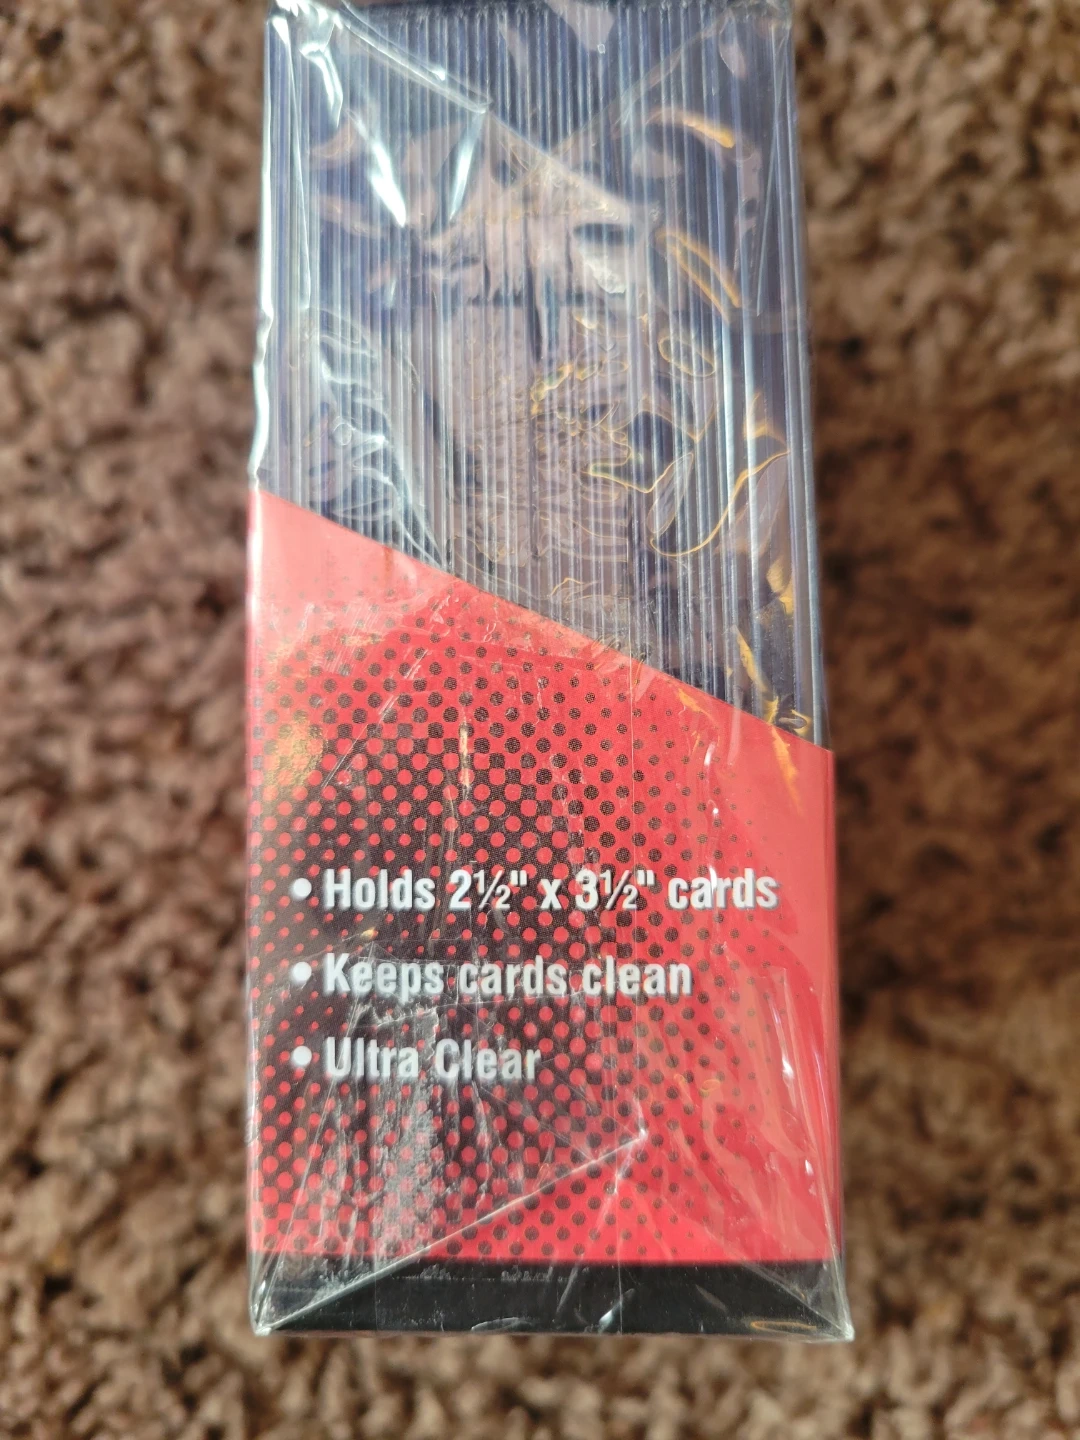 • Holds 2½" x 3½" cards
• Keeps cards clean
• Ultra Clear